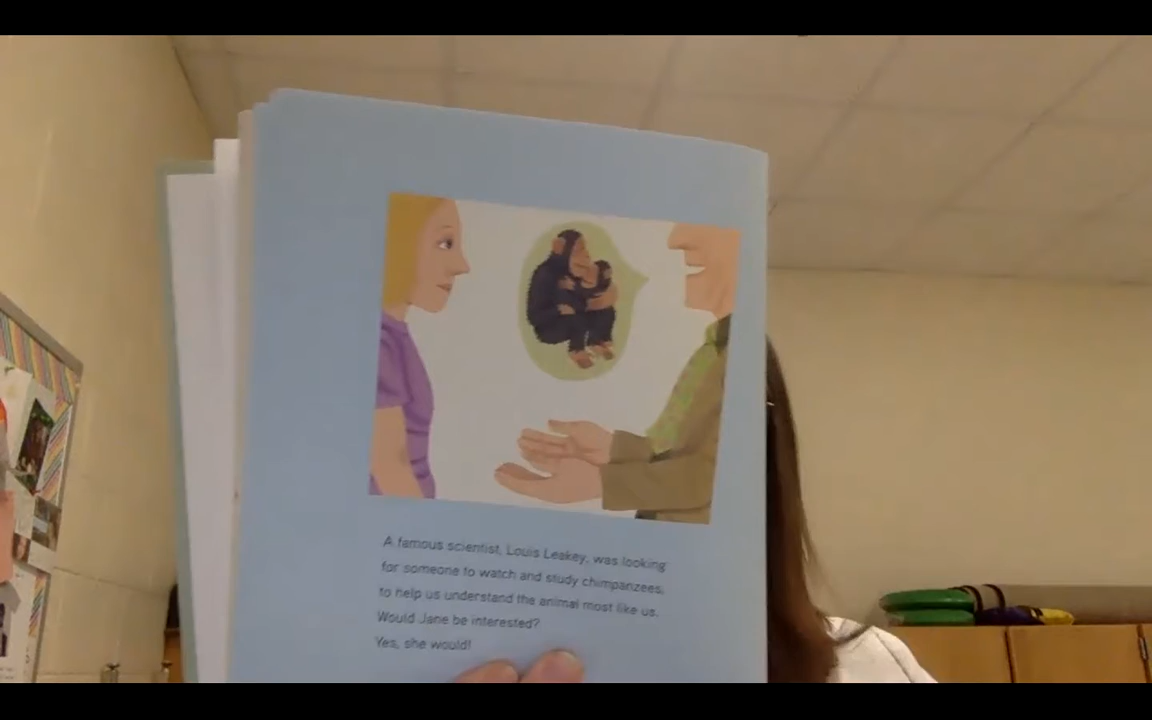 A famous scientist, Louis Leakey, was looking
for someone to watch and study chimpanzees,
to help us understand the animal most like us.
Would Jane be interested?
Yes, she would!